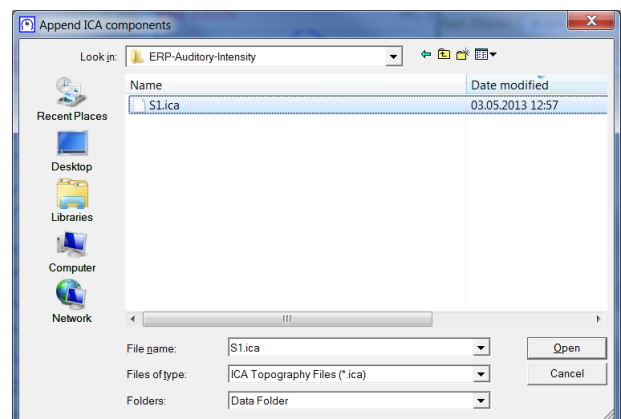 Append ICA components
Look in: ERP-Auditory-Intensity
Name Date modified
S1.ica 03.05.2013 12:57
Recent Places
Desktop
Libraries
Computer
Network
File name: S1.ica Open
Files of type: ICA Topography Files (*.ica) Cancel
Folders: Data Folder